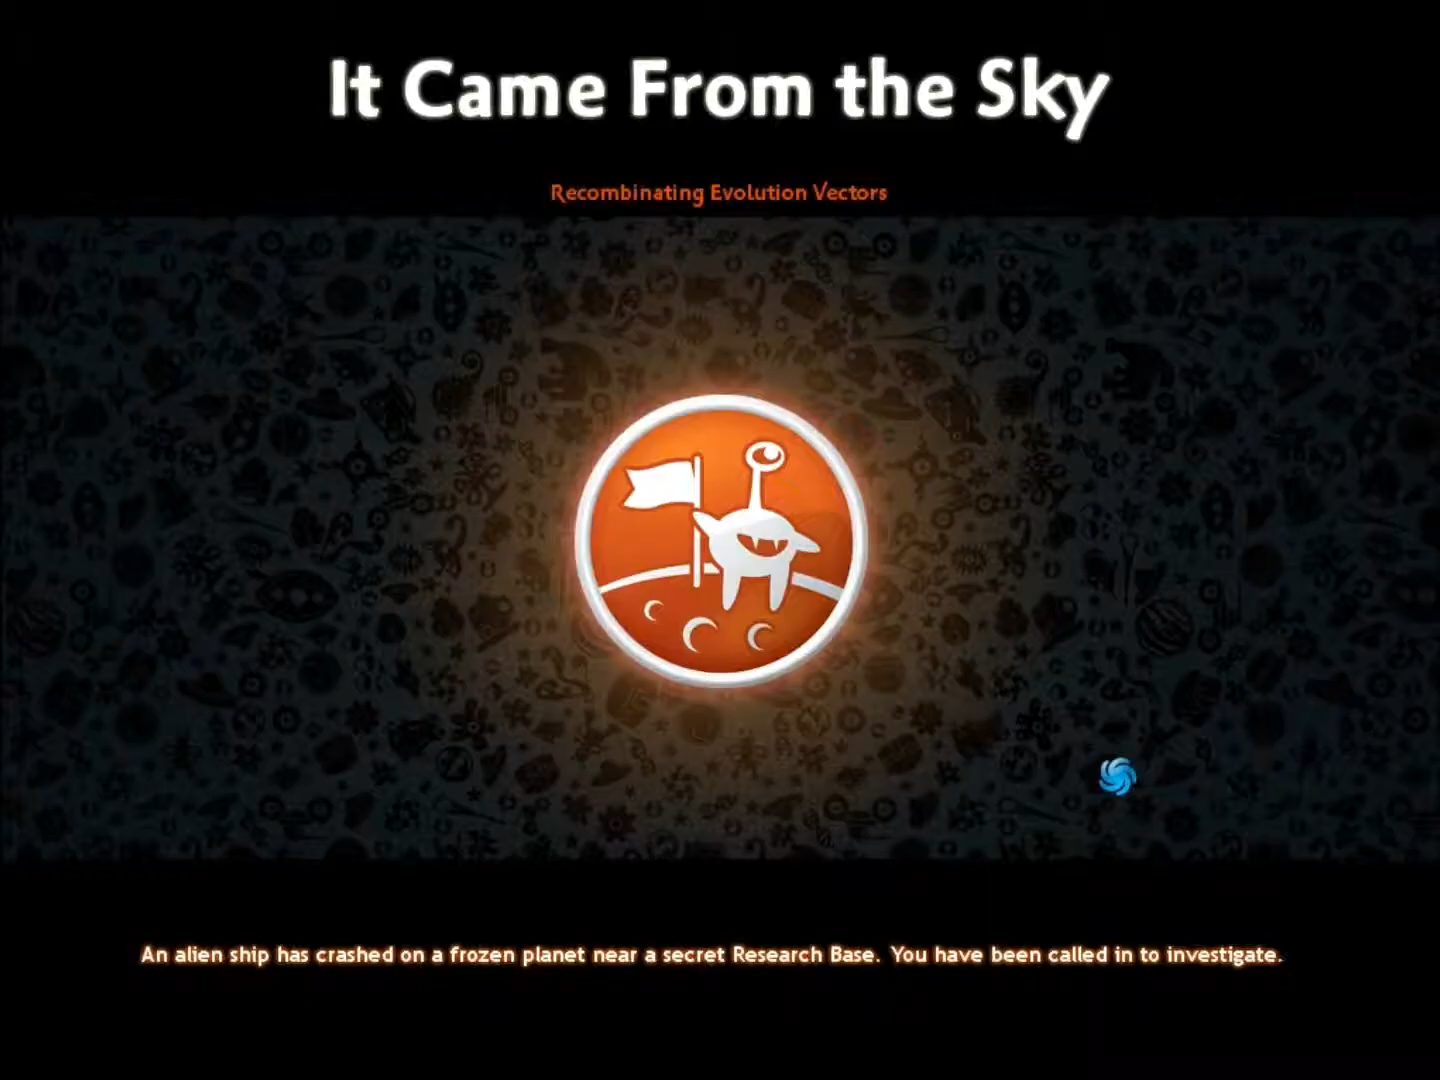 It Came From the Sky
Recombinating Evolution Vectors
An alien ship has crashed on a frozen planet near a secret Research Base. You have been called in to investigate.